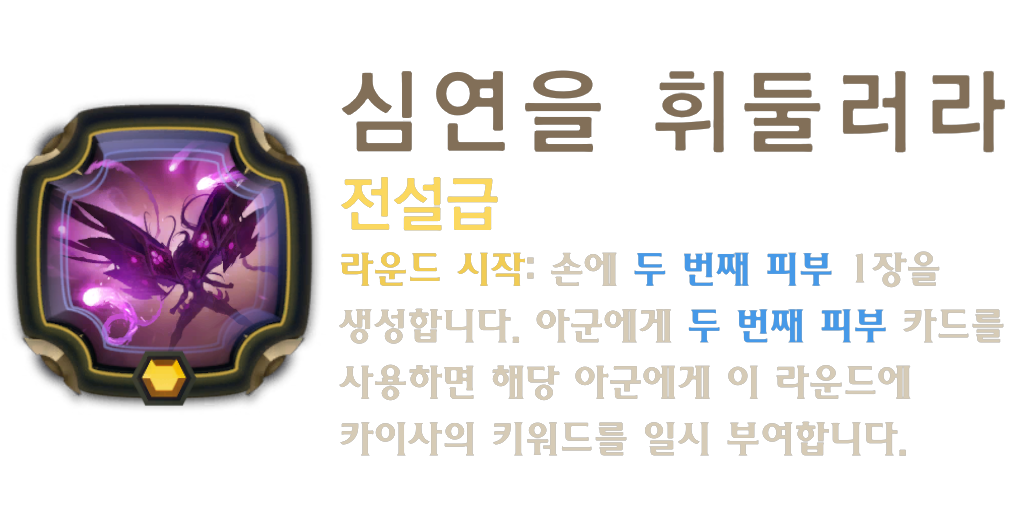 심연을 휘둘러라
전설급
라운드 시작: 손에 두 번째 피부 1장을
생성합니다. 아군에게 두 번째 피부 카드를
사용하면 해당 아군에게 이 라운드에
카이사의 키워드를 일시 부여합니다.